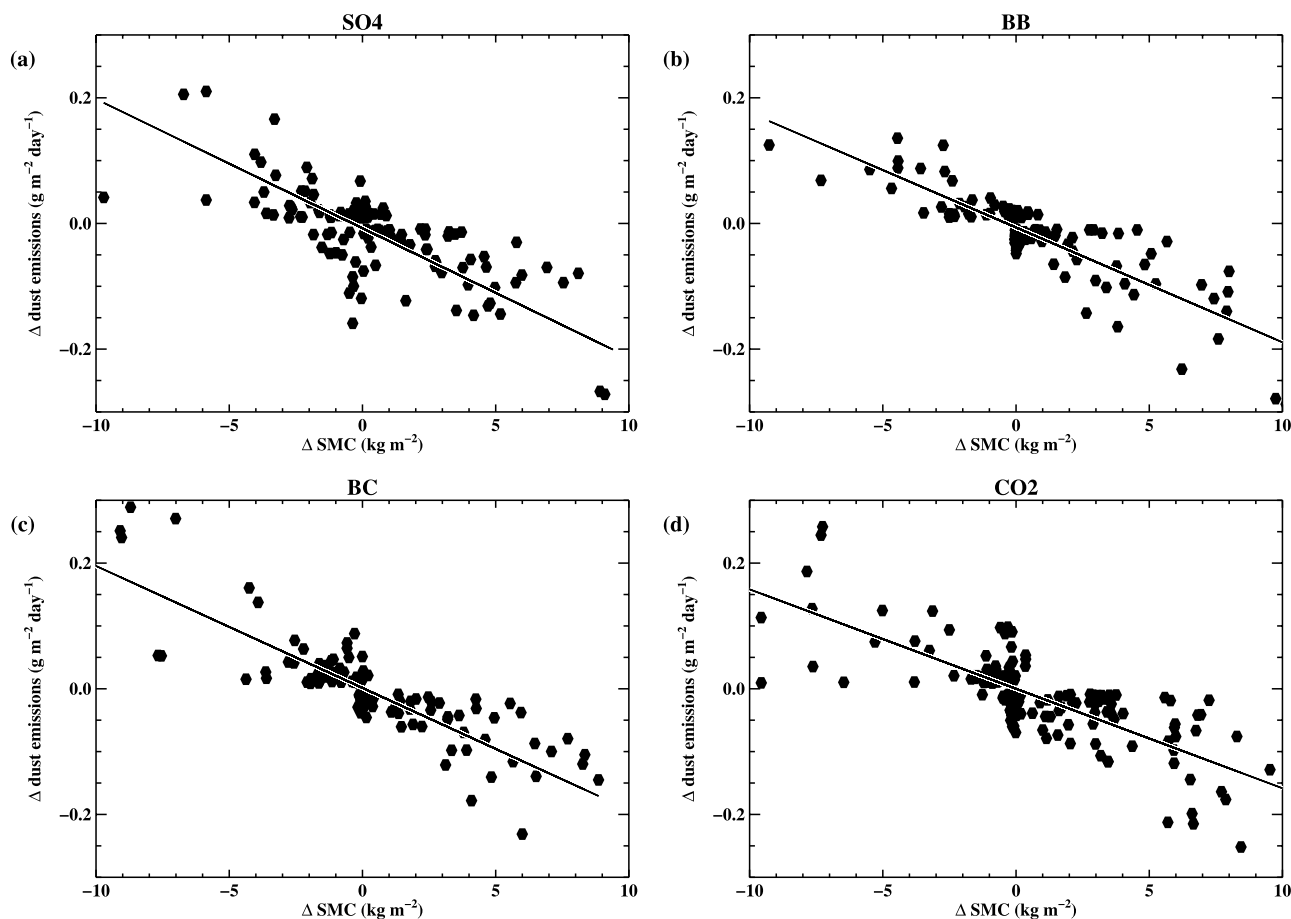 SO4
(a)
0.2
0.0
−0.2
Δ dust emissions (g m⁻² day⁻¹)
−10
−5
0
5
10
Δ SMC (kg m⁻²)
BB
(b)
0.2
0.0
−0.2
Δ dust emissions (g m⁻² day⁻¹)
−10
−5
0
5
10
Δ SMC (kg m⁻²)
BC
(c)
0.2
0.0
−0.2
Δ dust emissions (g m⁻² day⁻¹)
−10
−5
0
5
10
Δ SMC (kg m⁻²)
CO2
(d)
0.2
0.0
−0.2
Δ dust emissions (g m⁻² day⁻¹)
−10
−5
0
5
10
Δ SMC (kg m⁻²)